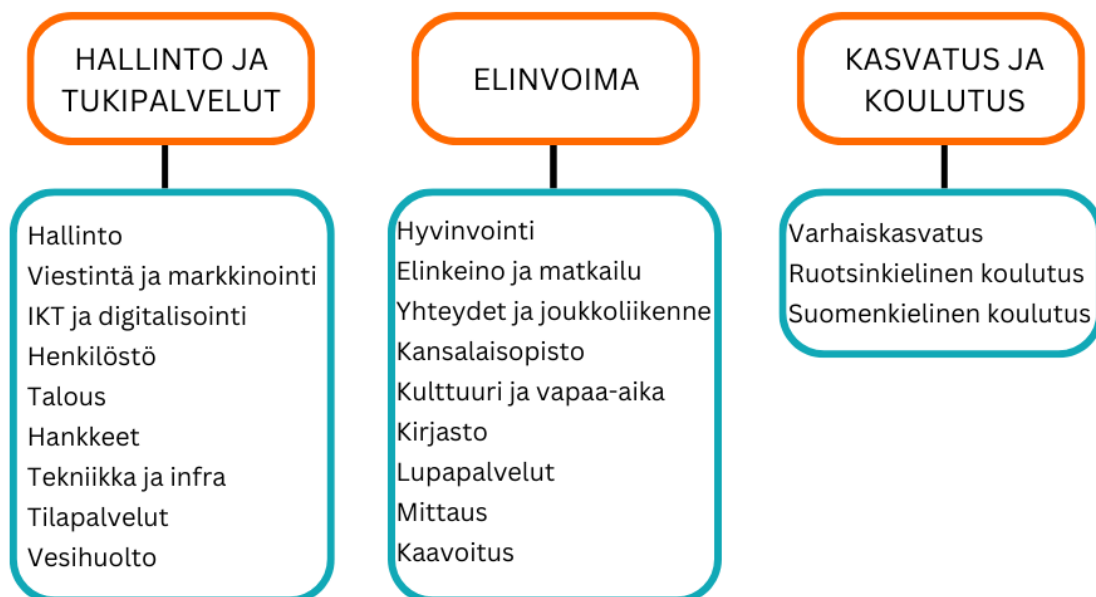 HALLINTO JA
TUKIPALVELUT
Hallinto
Viestintä ja markkinointi
IKT ja digitalisointi
Henkilöstö
Talous
Hankkeet
Tekniikka ja infra
Tilapalvelut
Vesihuolto
ELINVOIMA
Hyvinvointi
Elinkeino ja matkailu
Yhteydet ja joukkoliikenne
Kansalaisopisto
Kulttuuri ja vapaa-aika
Kirjasto
Lupapalvelut
Mittaus
Kaavoitus
KASVATUS JA
KOULUTUS
Varhaiskasvatus
Ruotsinkielinen koulutus
Suomenkielinen koulutus